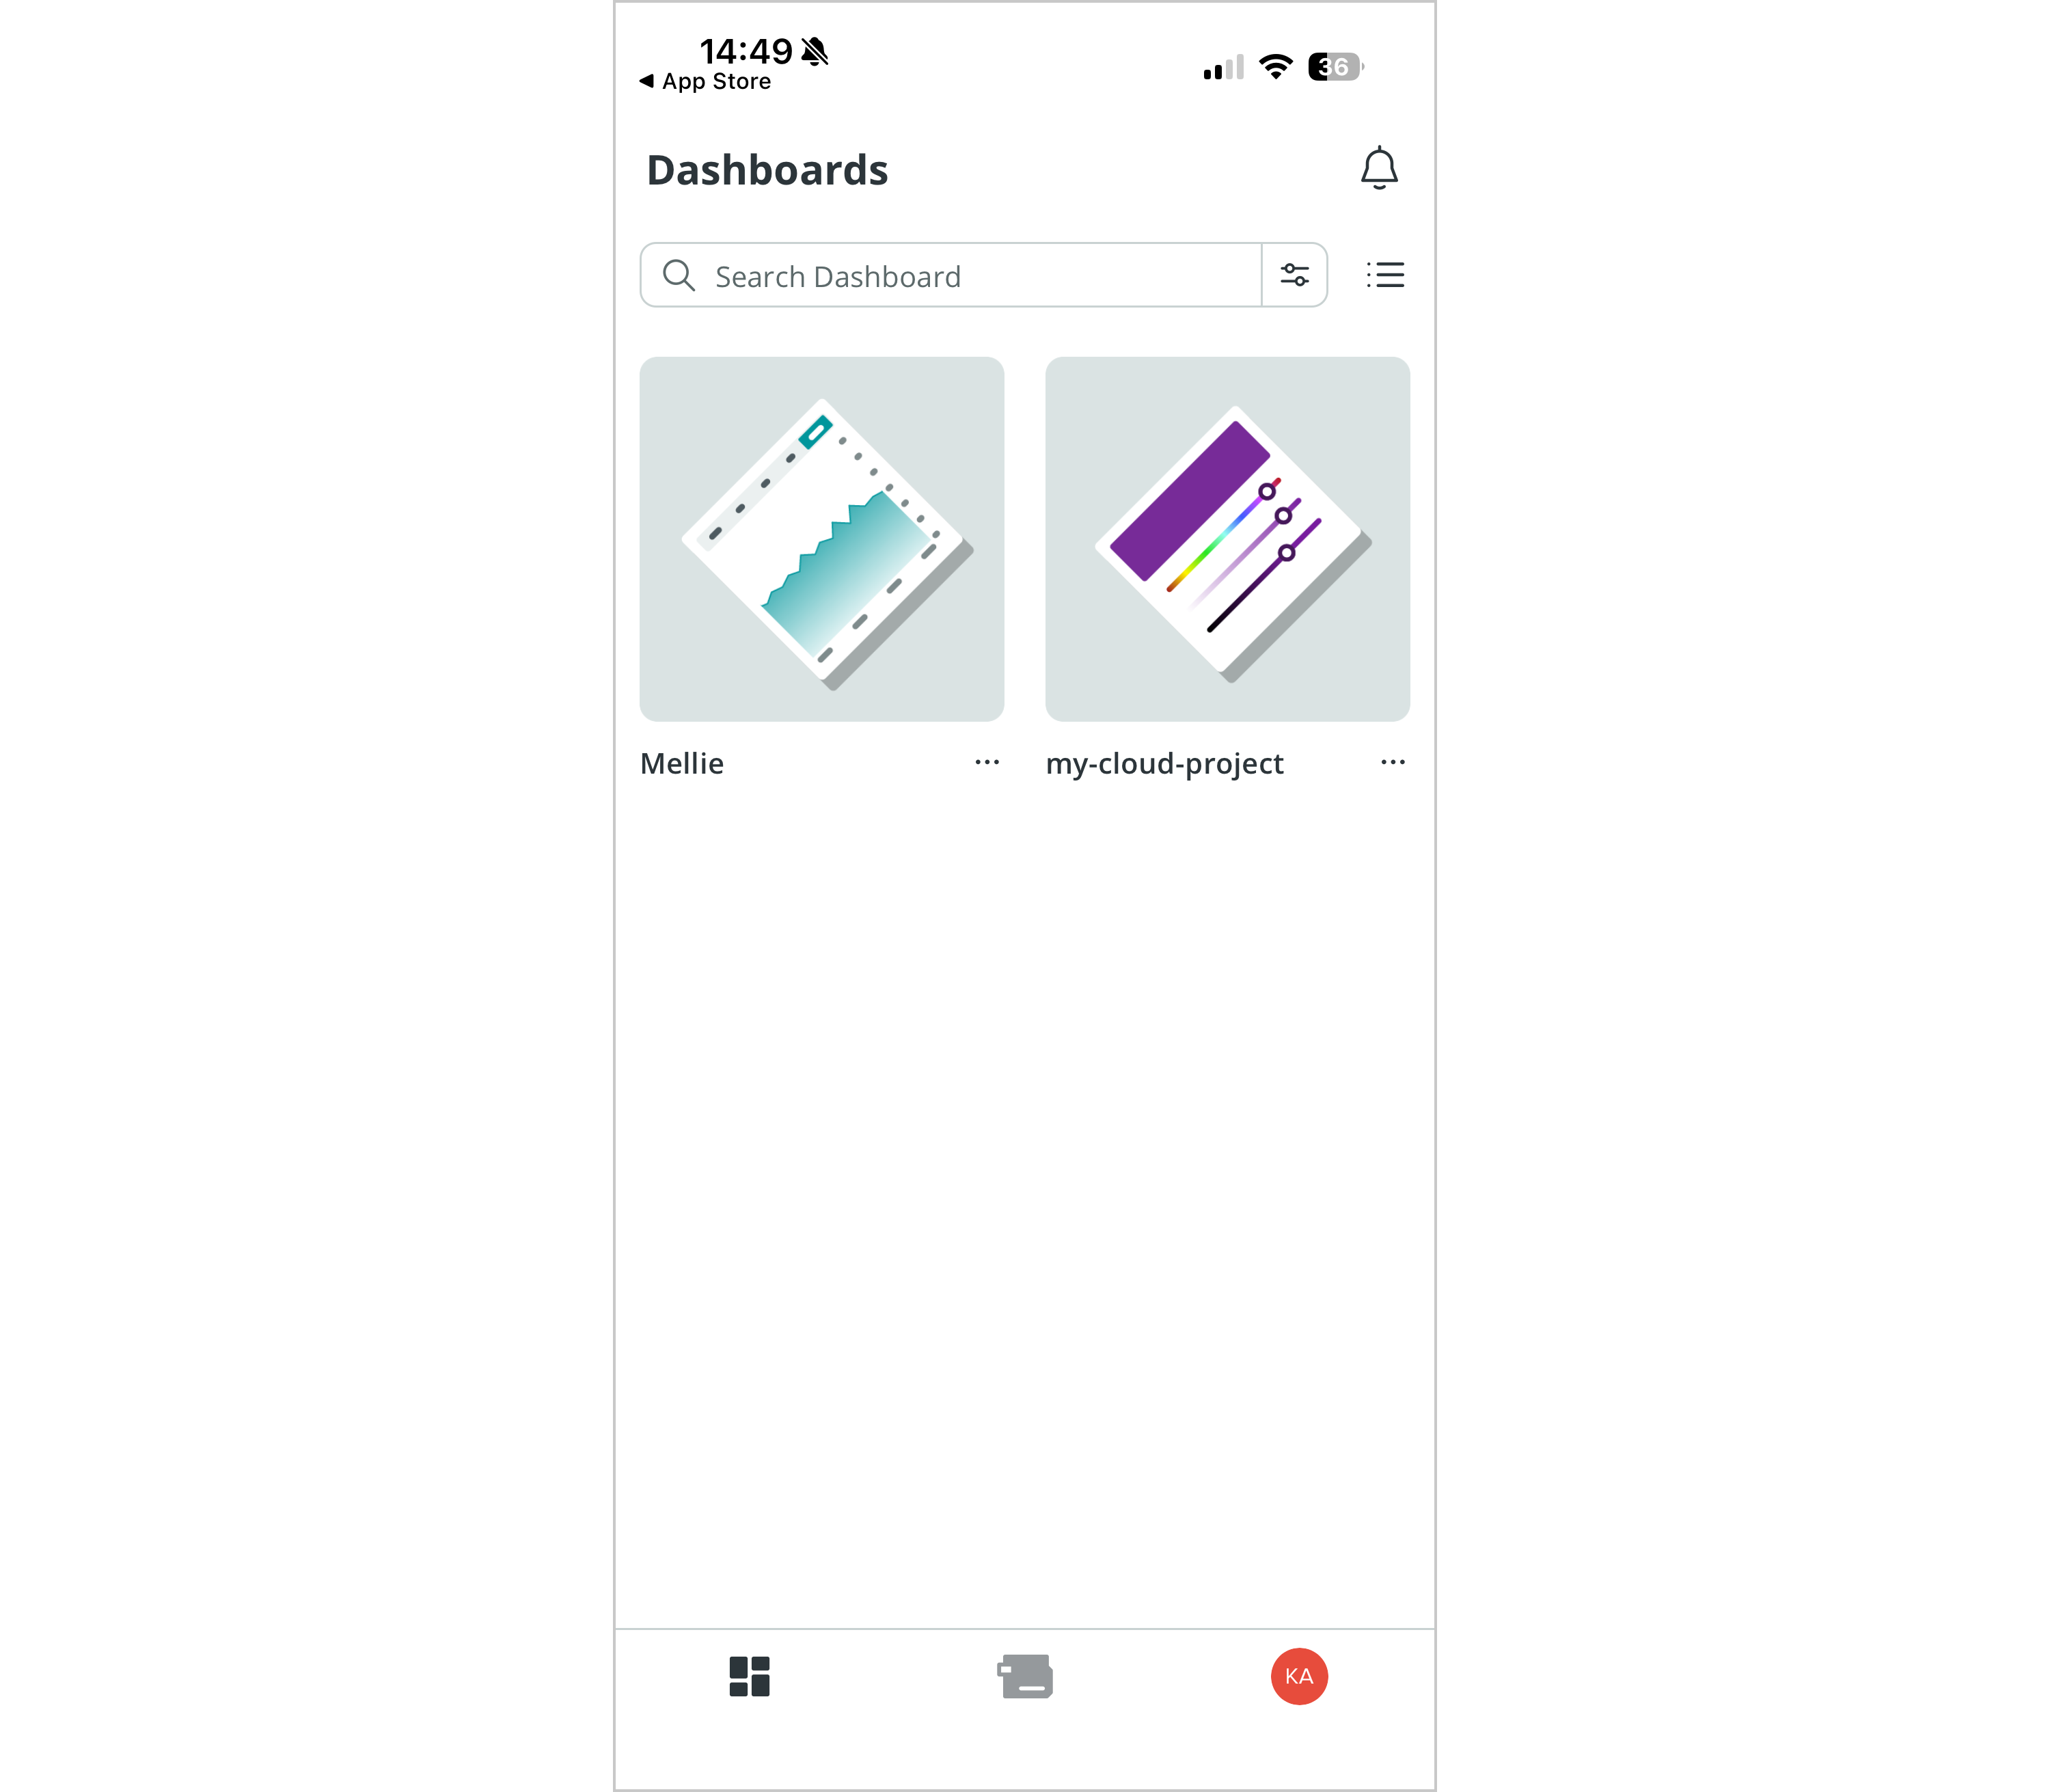 14:49
App Store
36
Dashboards
Search Dashboard
Mellie
my-cloud-project
KA